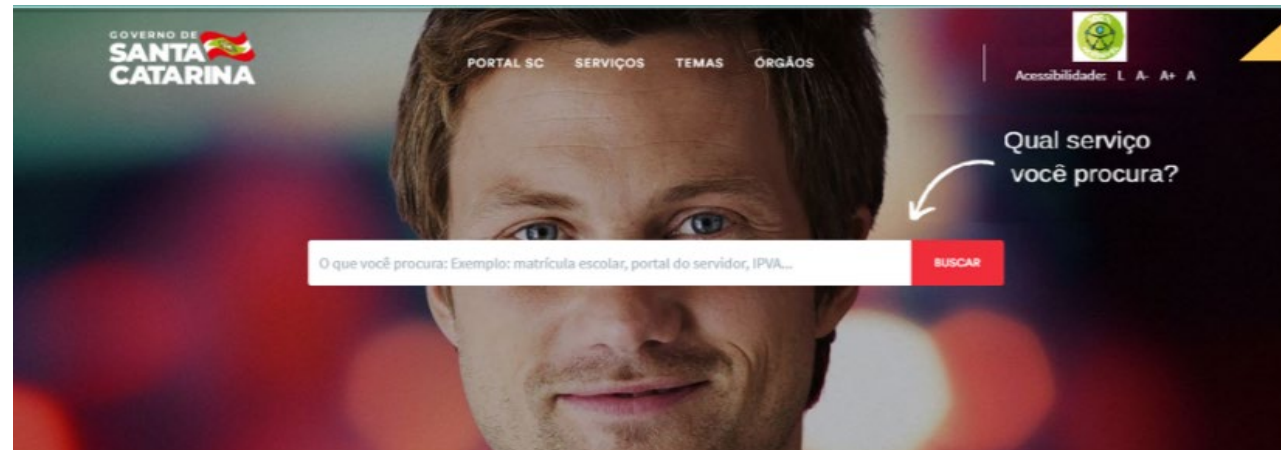 GOVERNO DE
SANTA
CATARINA
PORTAL SC SERVIÇOS TEMAS ÓRGÃOS
Acessibilidade: L A- A+ A
Qual serviço
você procura?
O que você procura: Exemplo: matrícula escolar, portal do servidor, IPVA...
BUSCAR